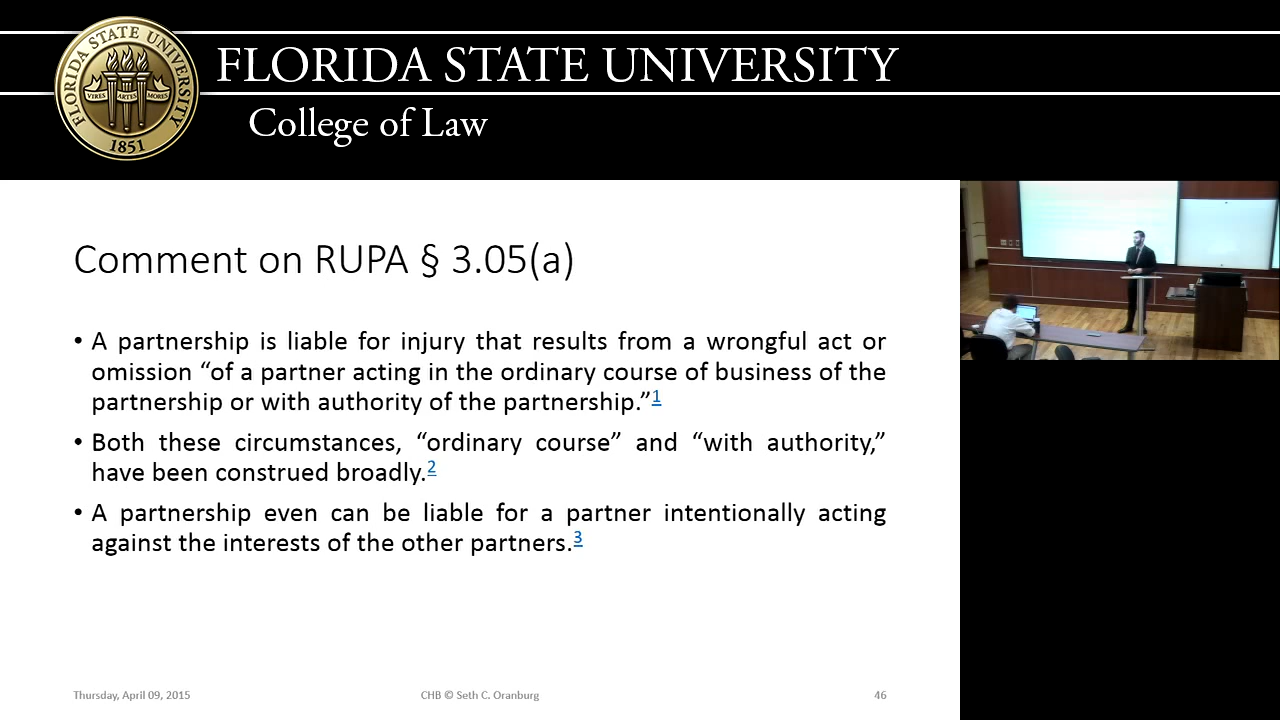 FLORIDA STATE UNIVERSITY
VIRES ARTES MORES
1851
FLORIDA STATE UNIVERSITY
College of Law
Comment on RUPA § 3.05(a)
• A partnership is liable for injury that results from a wrongful act or
omission “of a partner acting in the ordinary course of business of the
partnership or with authority of the partnership.”1
• Both these circumstances, “ordinary course” and “with authority,”
have been construed broadly.2
• A partnership even can be liable for a partner intentionally acting
against the interests of the other partners.3
Thursday, April 09, 2015
CHB © Seth C. Oranburg
46